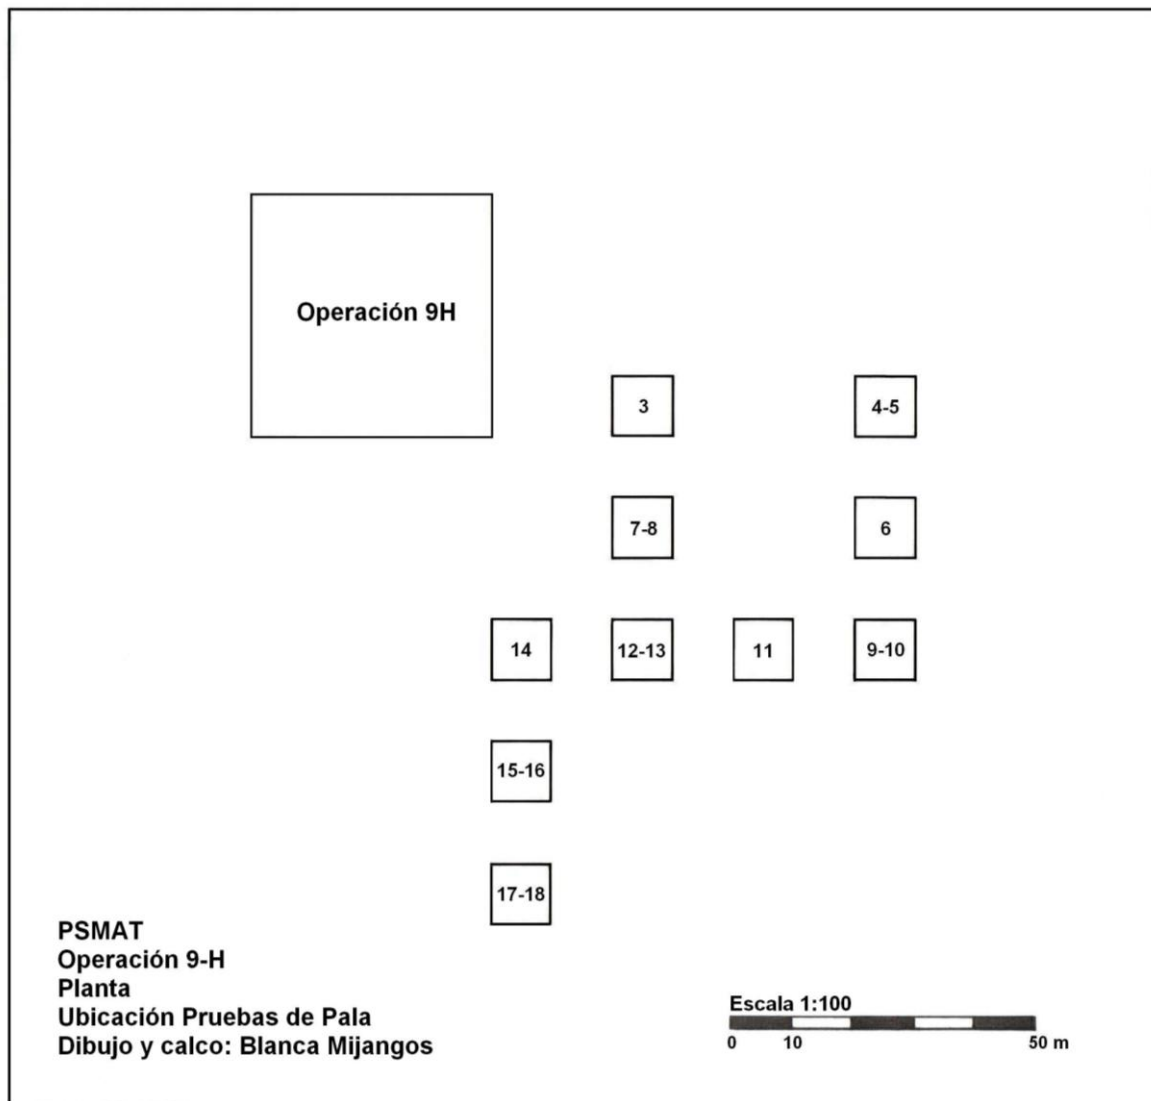 Operación 9H
3
4-5
7-8
6
14
12-13
11
9-10
15-16
17-18
PSMAT
Operación 9-H
Planta
Ubicación Pruebas de Pala
Dibujo y calco: Blanca Mijangos
Escala 1:100
0 10 50 m